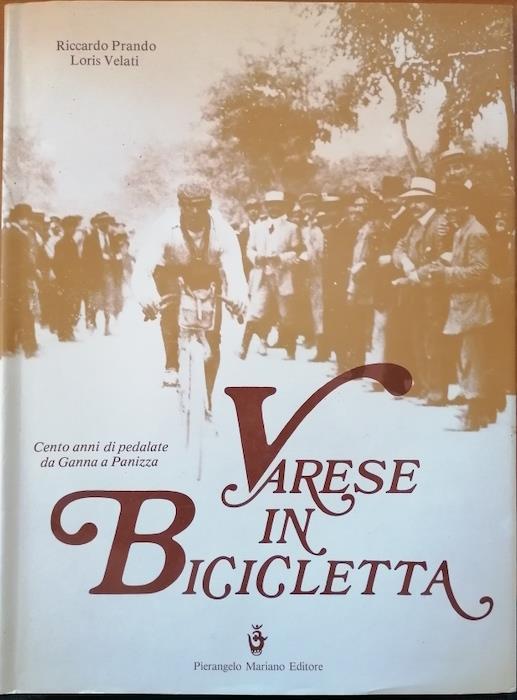 Riccardo Prando
Loris Velati
Cento anni di pedalate
da Ganna a Panizza
VARESE
IN
BICICLETTA
Pierangelo Mariano Editore